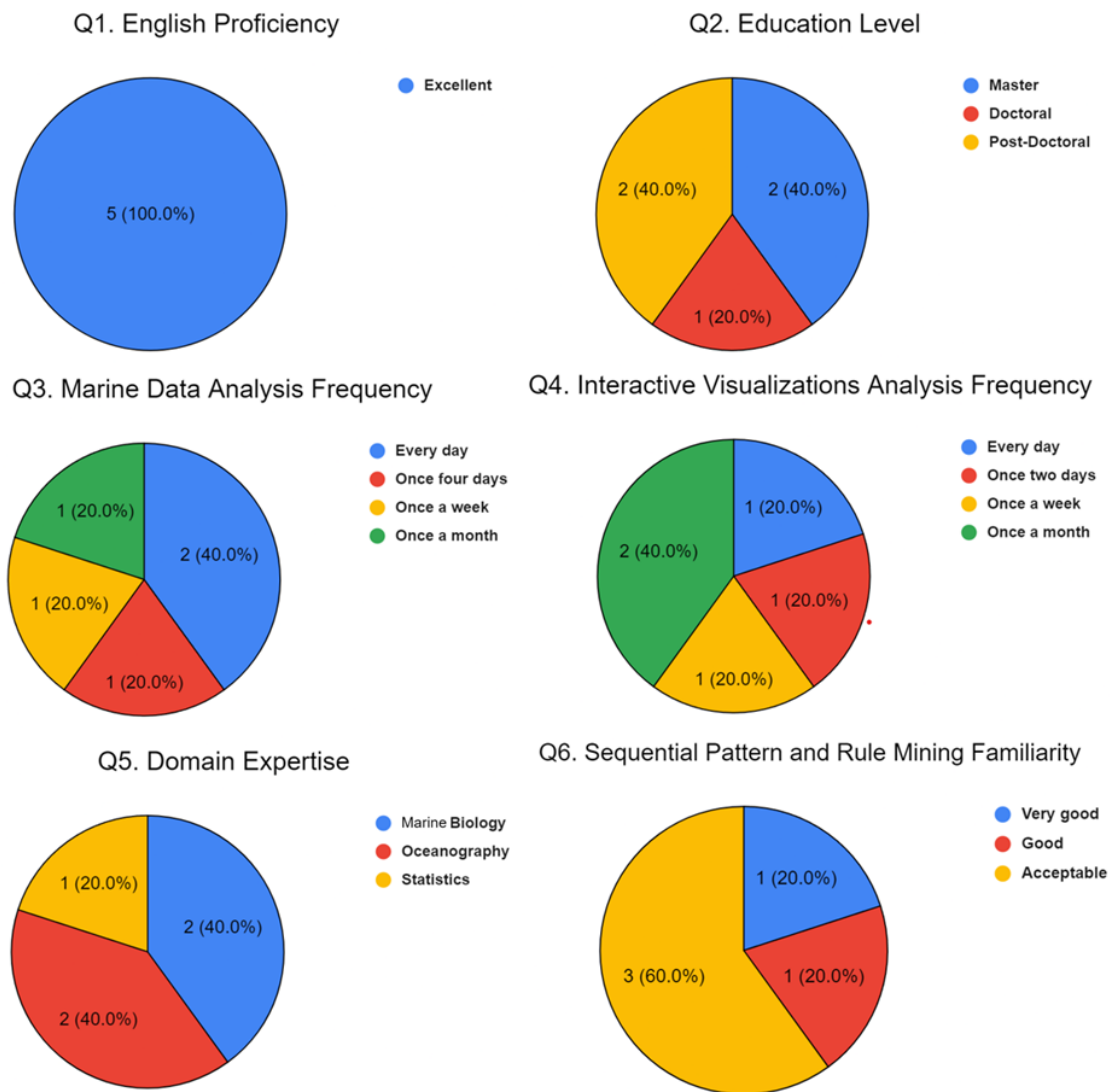 Q1. English Proficiency
Excellent
5 (100.0%)
Q2. Education Level
Master
Doctoral
Post-Doctoral
2 (40.0%)
2 (40.0%)
1 (20.0%)
Q3. Marine Data Analysis Frequency
Every day
Once four days
Once a week
Once a month
1 (20.0%)
2 (40.0%)
1 (20.0%)
1 (20.0%)
Q4. Interactive Visualizations Analysis Frequency
Every day
Once two days
Once a week
Once a month
1 (20.0%)
2 (40.0%)
1 (20.0%)
1 (20.0%)
Q5. Domain Expertise
Marine Biology
Oceanography
Statistics
1 (20.0%)
2 (40.0%)
2 (40.0%)
Q6. Sequential Pattern and Rule Mining Familiarity
Very good
Good
Acceptable
1 (20.0%)
3 (60.0%)
1 (20.0%)